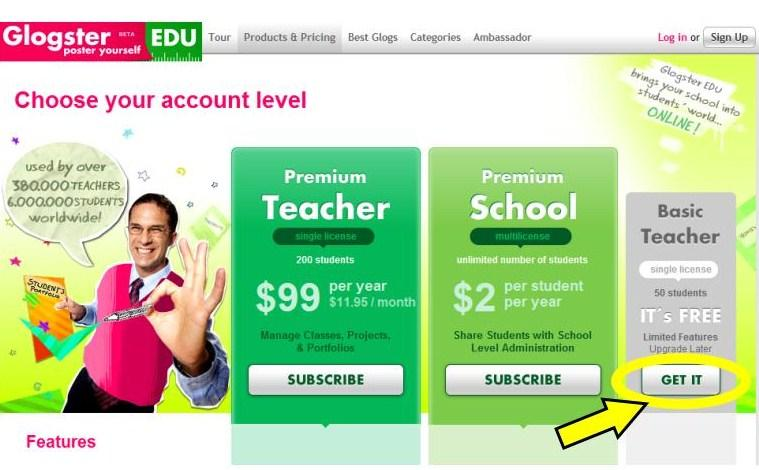 Glogster BETA EDU
poster yourself
Tour Products & Pricing Best Glogs Categories Ambassador Log in or Sign Up
Choose your account level
Glogster EDU
brings your school into
students' world...
ONLINE!
used by over
380.000 TEACHERS
6.000.000 STUDENTS
worldwide!
STUDENT'S
PORTFOLIO
Premium
Teacher
single license
200 students
$99 per year
$11.95 / month
Manage Classes, Projects,
& Portfolios
SUBSCRIBE
Premium
School
multilicense
unlimited number of students
$2 per student
per year
Share Students with School
Level Administration
SUBSCRIBE
Basic
Teacher
single license
50 students
IT's FREE
Limited Features
Upgrade Later
GET IT
Features